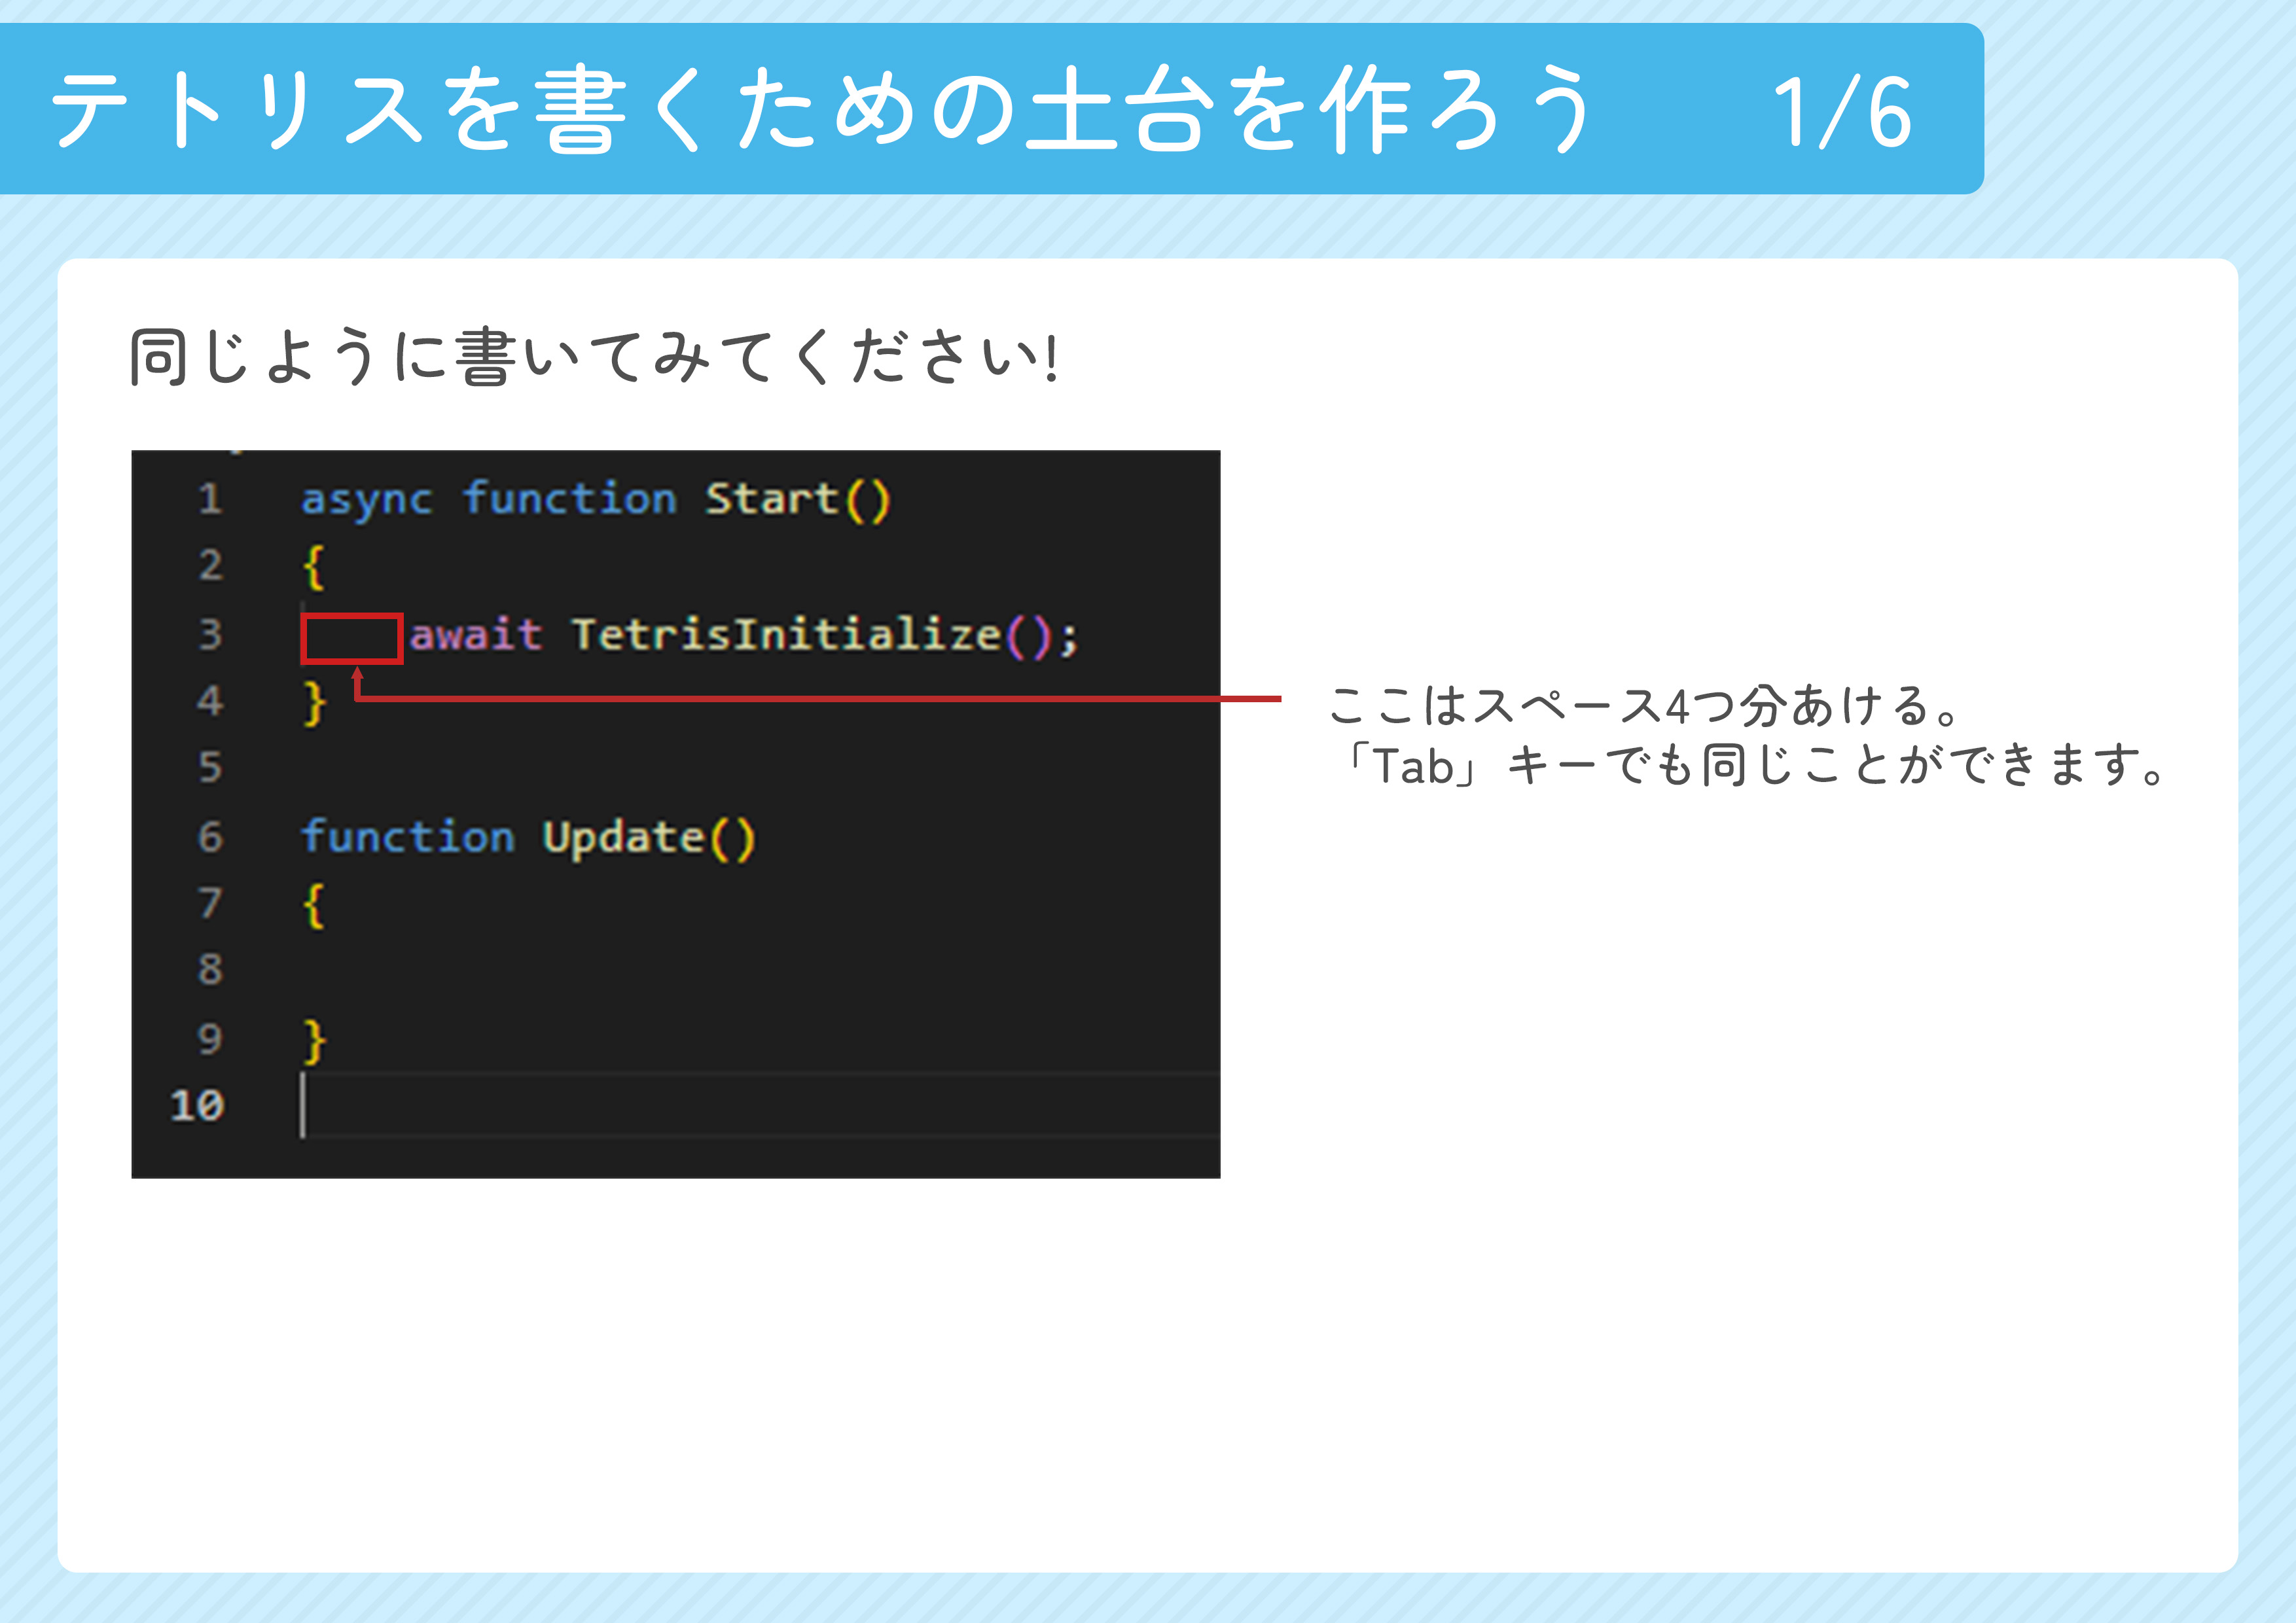 テトリスを書くための土台を作ろう 1/6
同じように書いてみてください!
1 async function Start()
2 {
3     await TetrisInitialize();
4 }
5
6 function Update()
7 {
8
9 }
10
ここはスペース4つ分あける。
「Tab」キーでも同じことができます。